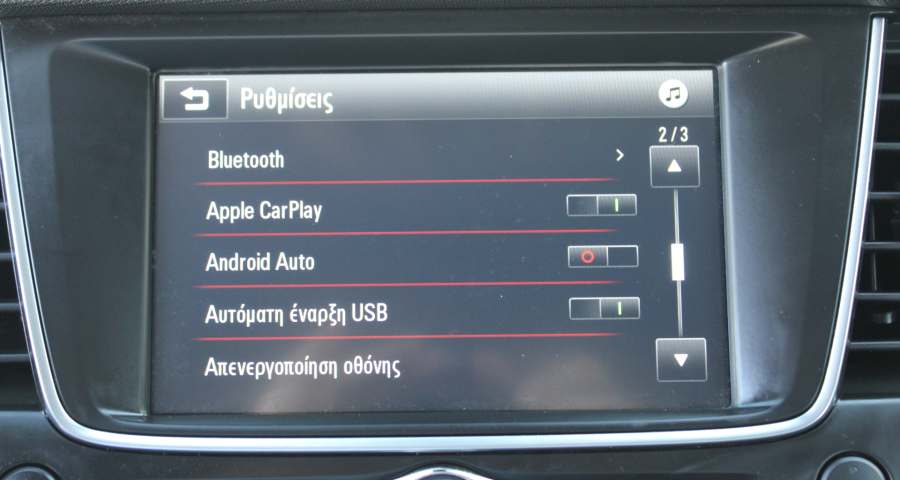 Ρυθμίσεις
2/3
Bluetooth
Apple CarPlay
Android Auto
Αυτόματη έναρξη USB
Απενεργοποίηση οθόνης